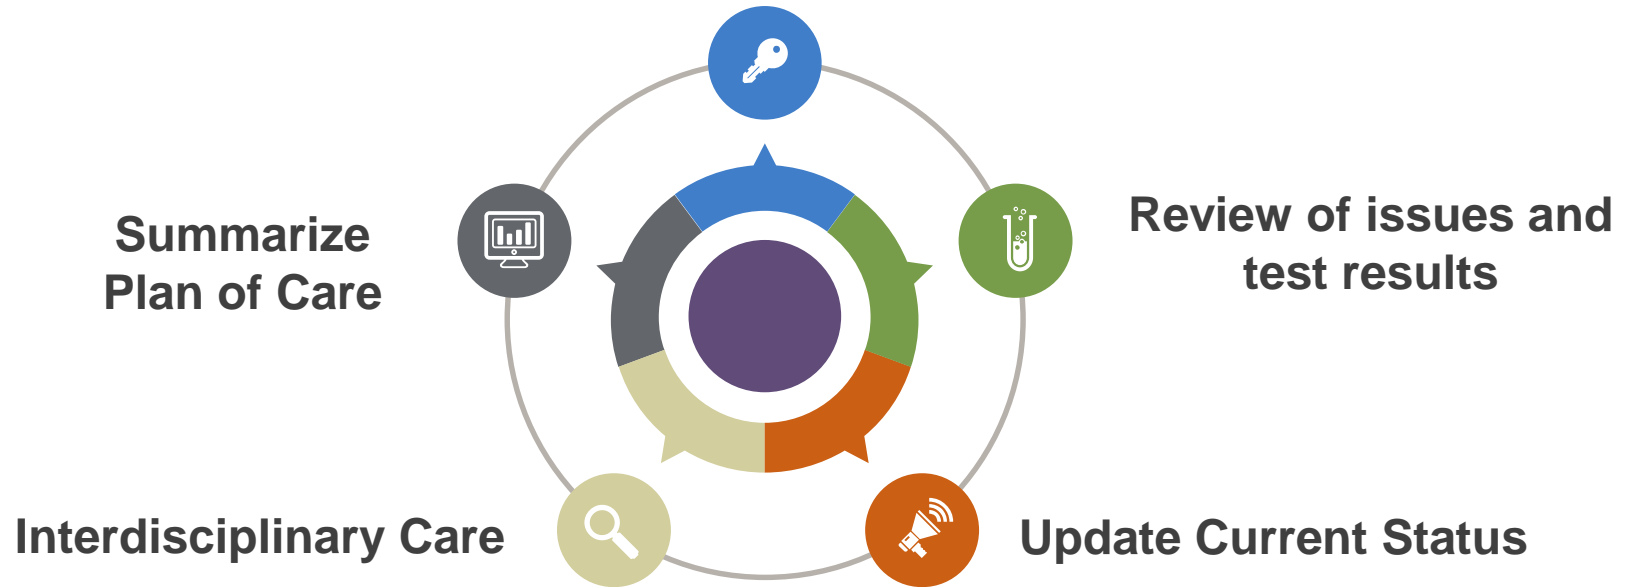 Summarize
Plan of Care
Review of issues and
test results
Interdisciplinary Care
Update Current Status